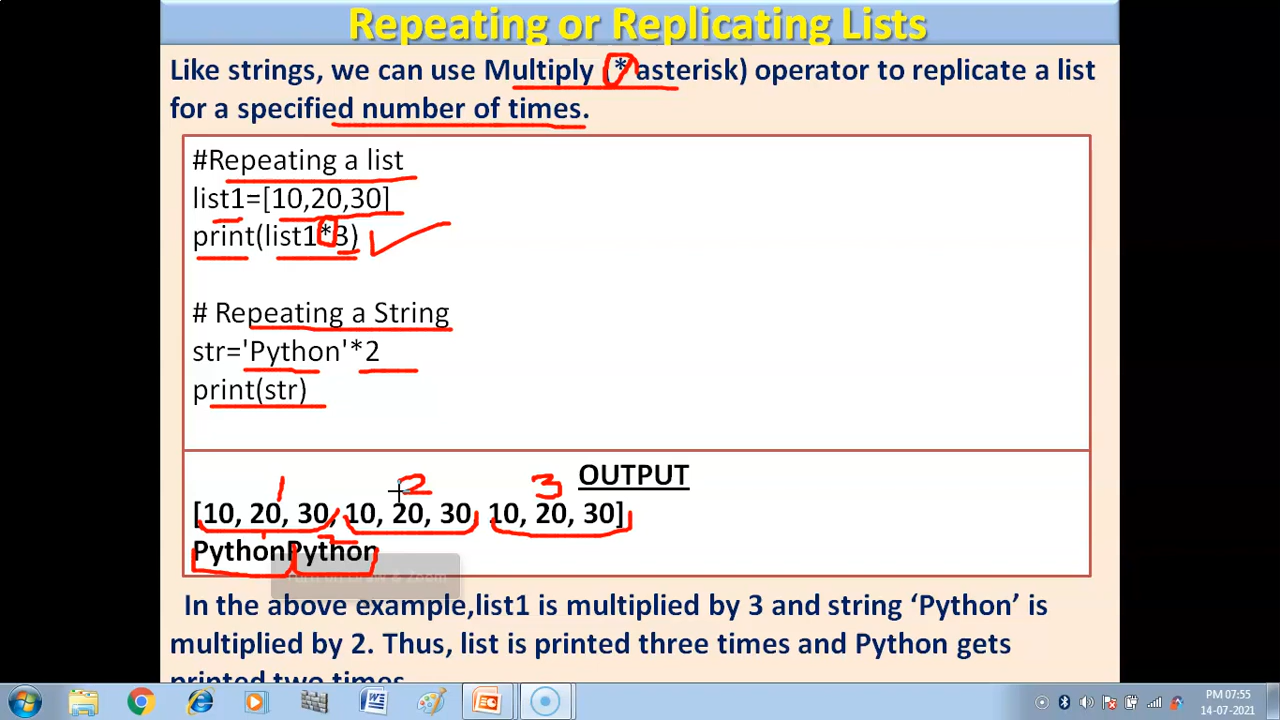 Repeating or Replicating Lists
Like strings, we can use Multiply (* asterisk) operator to replicate a list
for a specified number of times.
#Repeating a list
list1=[10,20,30]
print(list1*3)
# Repeating a String
str='Python'*2
print(str)
OUTPUT
1 2 3
[10, 20, 30, 10, 20, 30, 10, 20, 30]
PythonPython
In the above example,list1 is multiplied by 3 and string ‘Python’ is
multiplied by 2. Thus, list is printed three times and Python gets
printed two times.
PM 07:55
14-07-2021